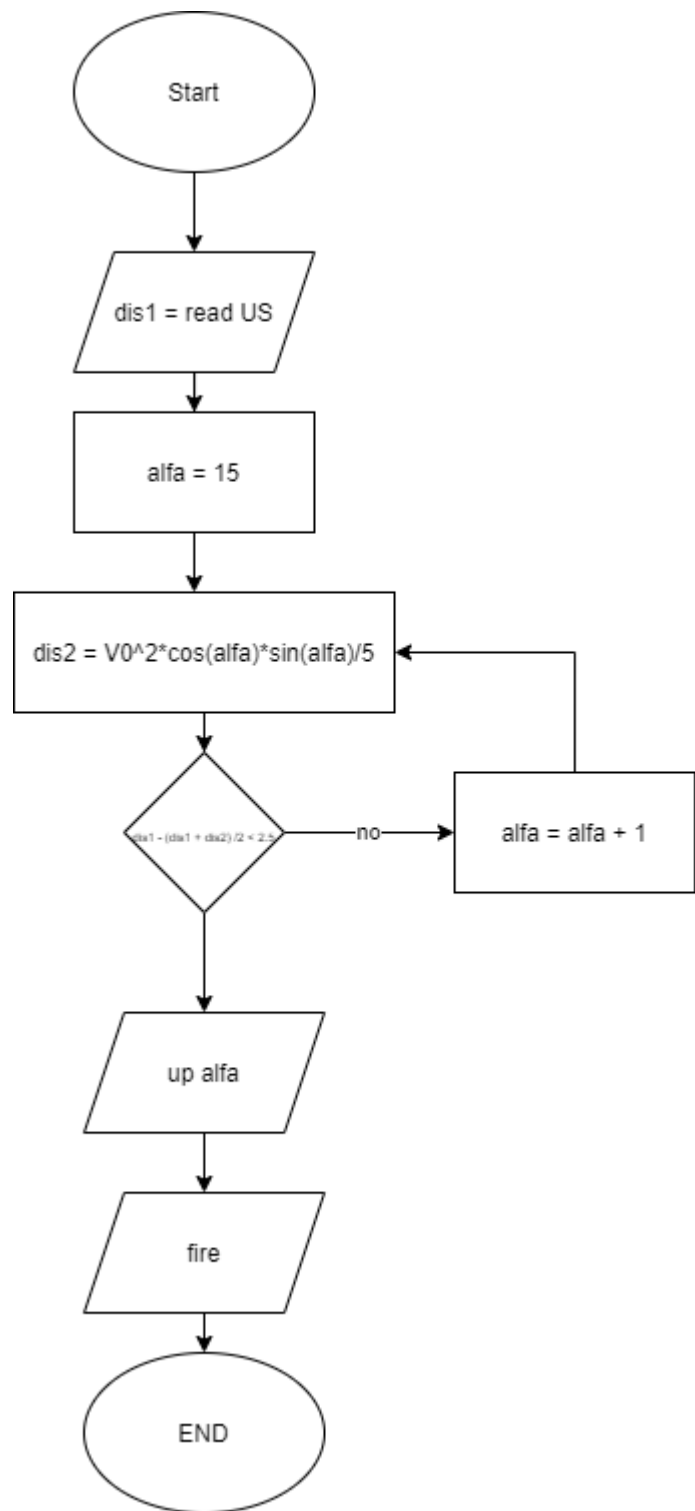 Start
dis1 = read US
alfa = 15
dis2 = V0^2*cos(alfa)*sin(alfa)/5
dis1 - (dis1 + dis2) /2 < 2.5
no
alfa = alfa + 1
up alfa
fire
END